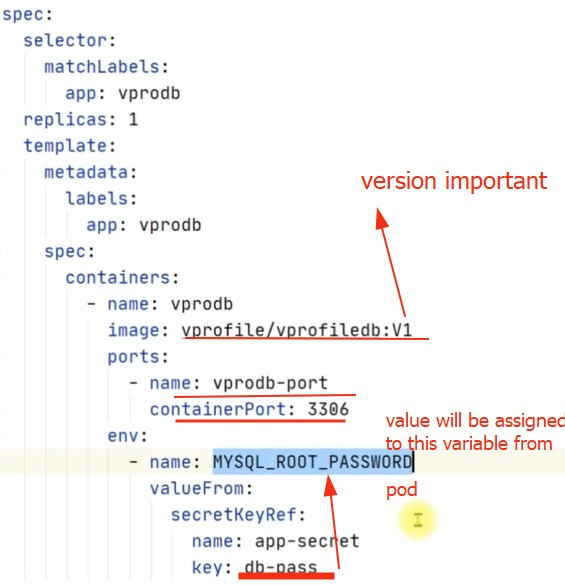 spec:
selector:
matchLabels:
app: vprodb
replicas: 1
template:
metadata:
version important
labels:
app: vprodb
spec:
containers:
- name: vprodb
image: vprofile/vprofiledb:V1
ports:
- name: vprodb-port
containerPort: 3306
value will be assigned
to this variable from
pod
env:
- name: MYSQL_ROOT_PASSWORD
valueFrom:
secretKeyRef:
name: app-secret
key: db-pass